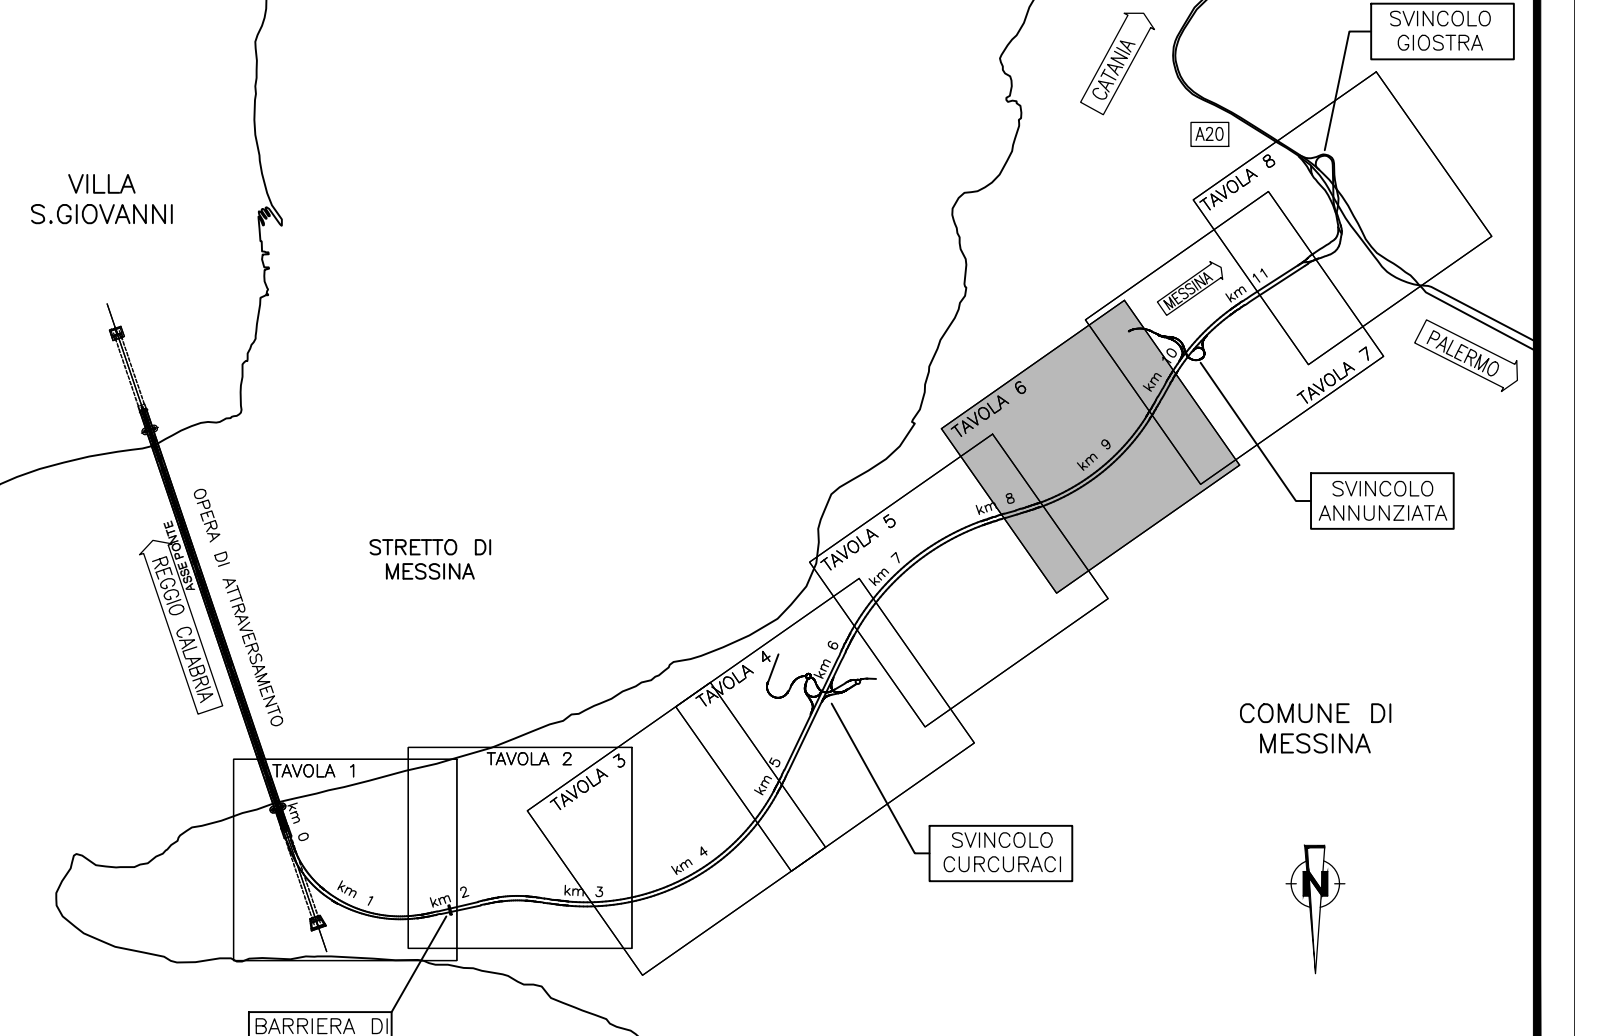 SVINCOLO
GIOSTRA
CATANIA
A20
TAVOLA 8
VILLA
S.GIOVANNI
MESSINA
km 11
PALERMO
TAVOLA 7
km 10
TAVOLA 6
km 9
SVINCOLO
ANNUNZIATA
km 8
TAVOLA 5
km 7
STRETTO DI
MESSINA
OPERA DI ATTRAVERSAMENTO
ASSE PONTE
REGGIO CALABRIA
km 6
TAVOLA 4
COMUNE DI
MESSINA
TAVOLA 1
TAVOLA 2
TAVOLA 3
km 5
km 0
SVINCOLO
CURCURACI
km 4
km 1
km 2
km 3
N
BARRIERA DI